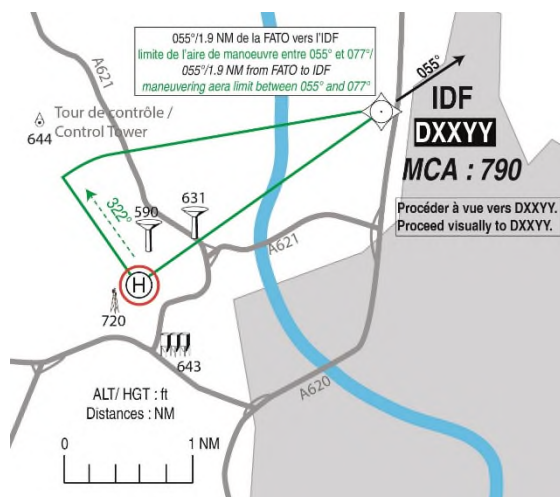 A621
055°/1.9 NM de la FATO vers l'IDF
limite de l'aire de manoeuvre entre 055° et 077°/
055°/1.9 NM from FATO to IDF
maneuvering aera limit between 055° and 077°
055°
IDF
DXXYY
MCA : 790
Procéder à vue vers DXXYY.
Proceed visually to DXXYY.
Tour de contrôle /
Control Tower
644
322°
590
631
A621
H
720
643
A620
ALT/ HGT : ft
Distances : NM
0 1 NM